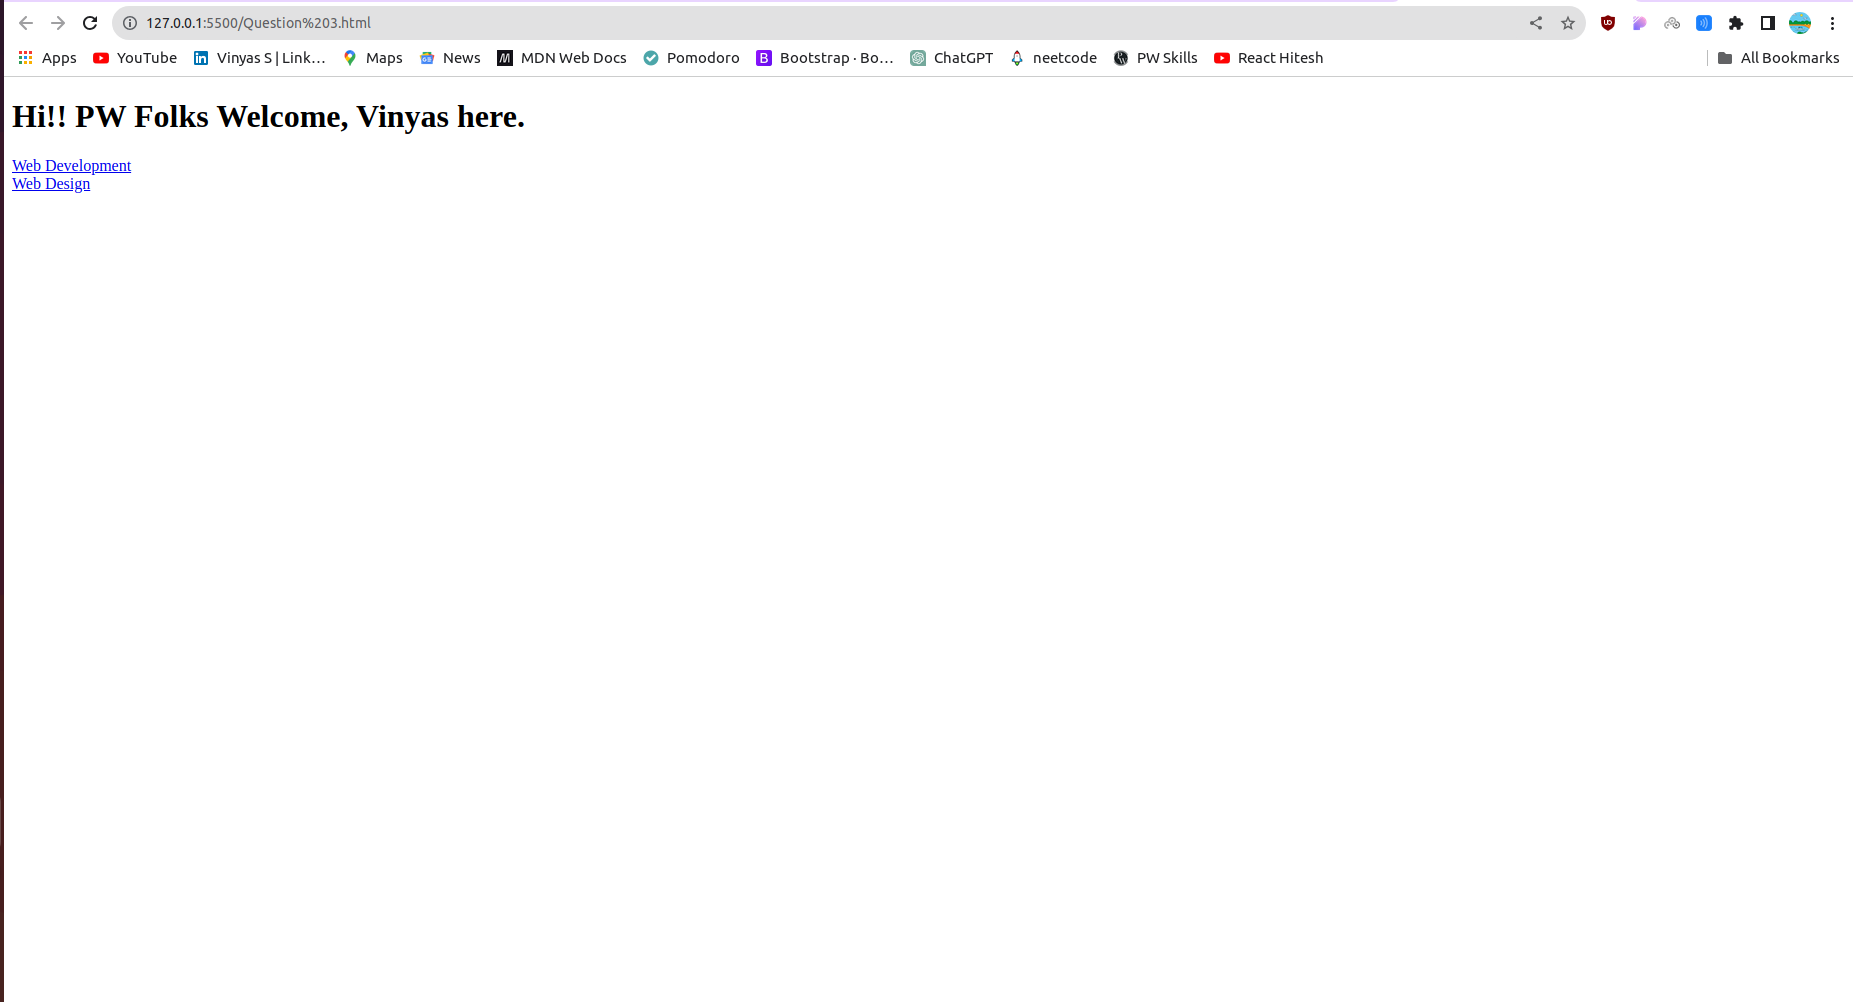 127.0.0.1:5500/Question%203.html
Apps YouTube Vinyas S | Link... Maps News MDN Web Docs Pomodoro Bootstrap · Bo... ChatGPT neetcode PW Skills React Hitesh All Bookmarks
Hi!! PW Folks Welcome, Vinyas here.
Web Development
Web Design